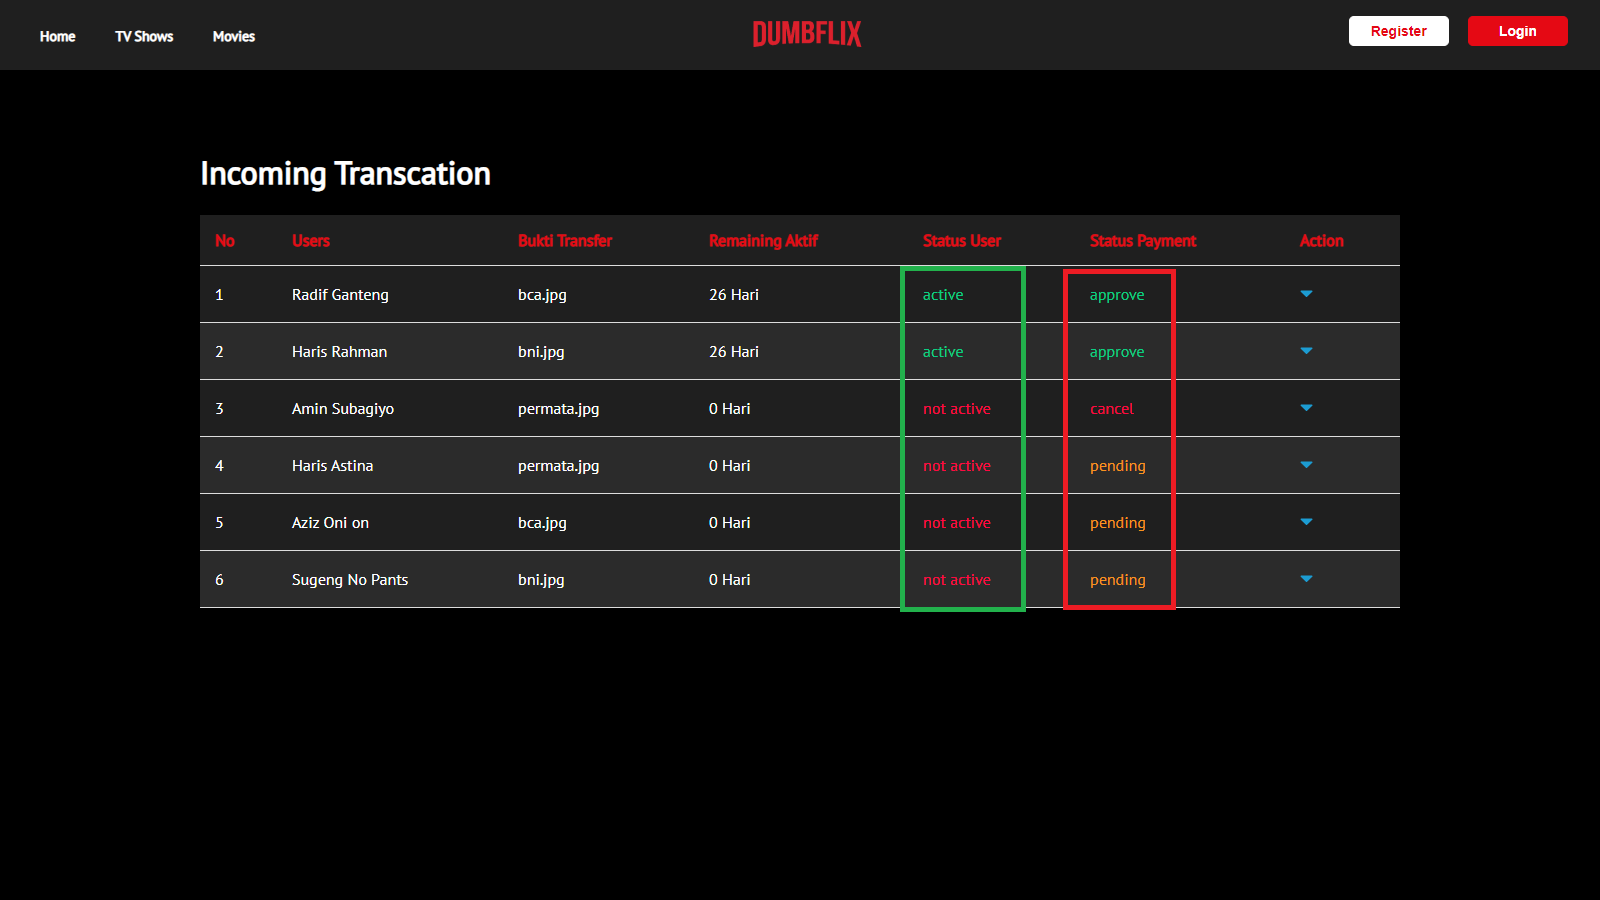 Home TV Shows Movies DUMBFLIX Register Login
Incoming Transcation
No Users Bukti Transfer Remaining Aktif Status User Status Payment Action
1 Radif Ganteng bca.jpg 26 Hari active approve
2 Haris Rahman bni.jpg 26 Hari active approve
3 Amin Subagiyo permata.jpg 0 Hari not active cancel
4 Haris Astina permata.jpg 0 Hari not active pending
5 Aziz Oni on bca.jpg 0 Hari not active pending
6 Sugeng No Pants bni.jpg 0 Hari not active pending